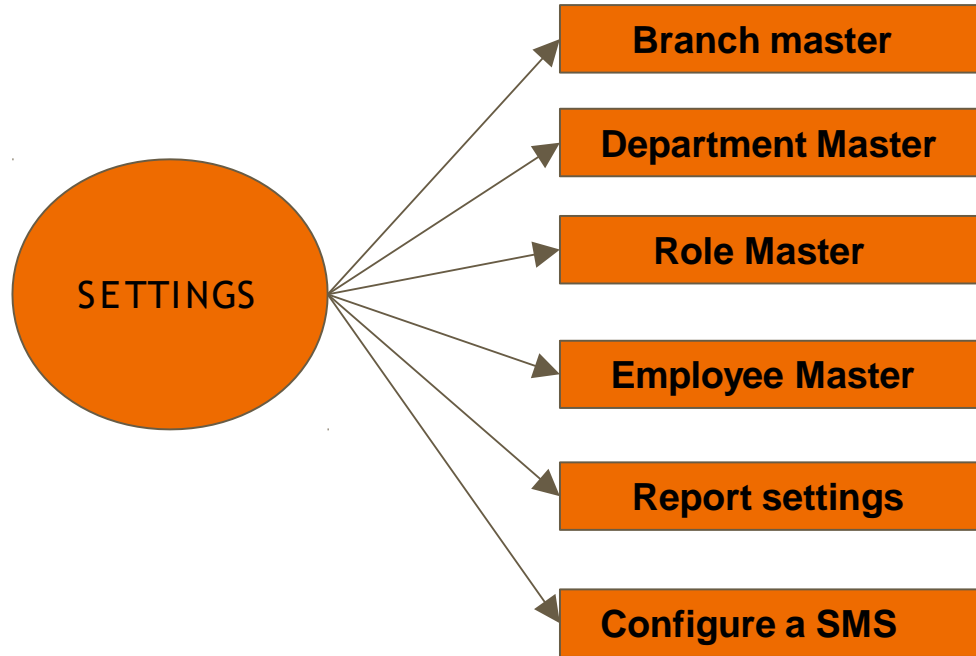 Branch master
Department Master
Role Master
SETTINGS
Employee Master
Report settings
Configure a SMS